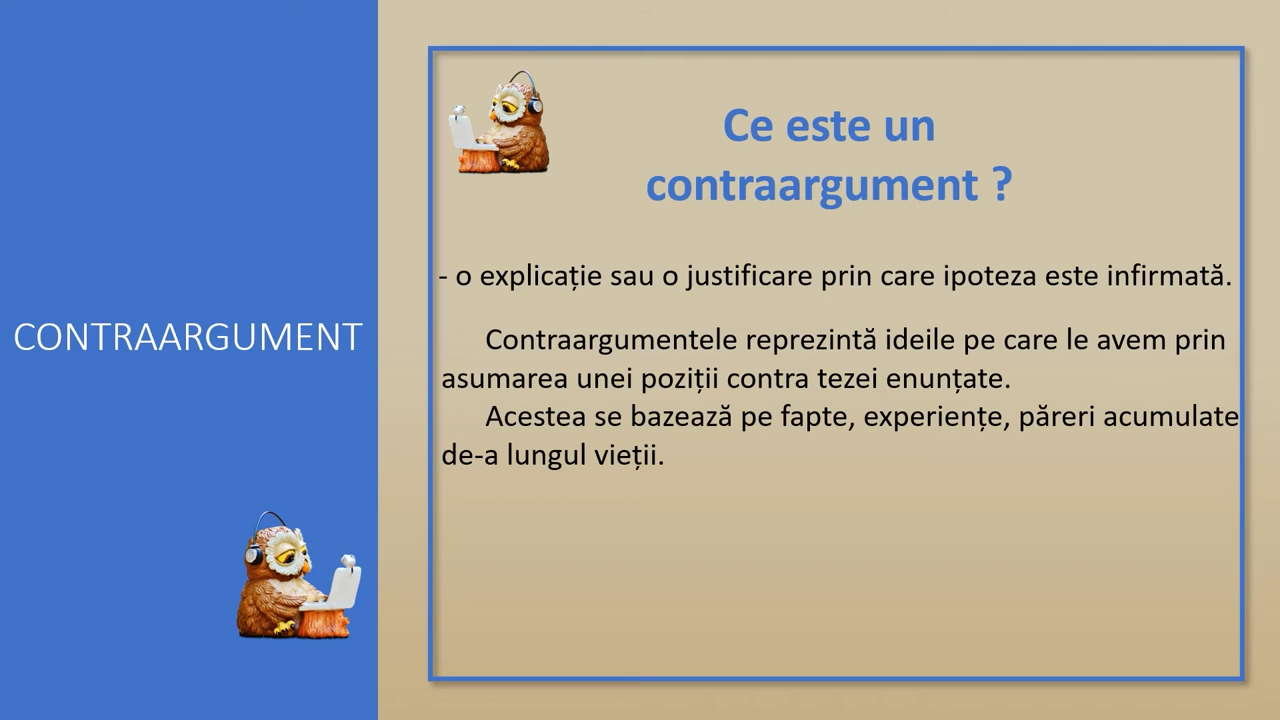 CONTRAARGUMENT
Ce este un
contraargument ?
- o explicație sau o justificare prin care ipoteza este infirmată.
Contraargumentele reprezintă ideile pe care le avem prin
asumarea unei poziții contra tezei enunțate.
Acestea se bazează pe fapte, experiențe, păreri acumulate
de-a lungul vieții.